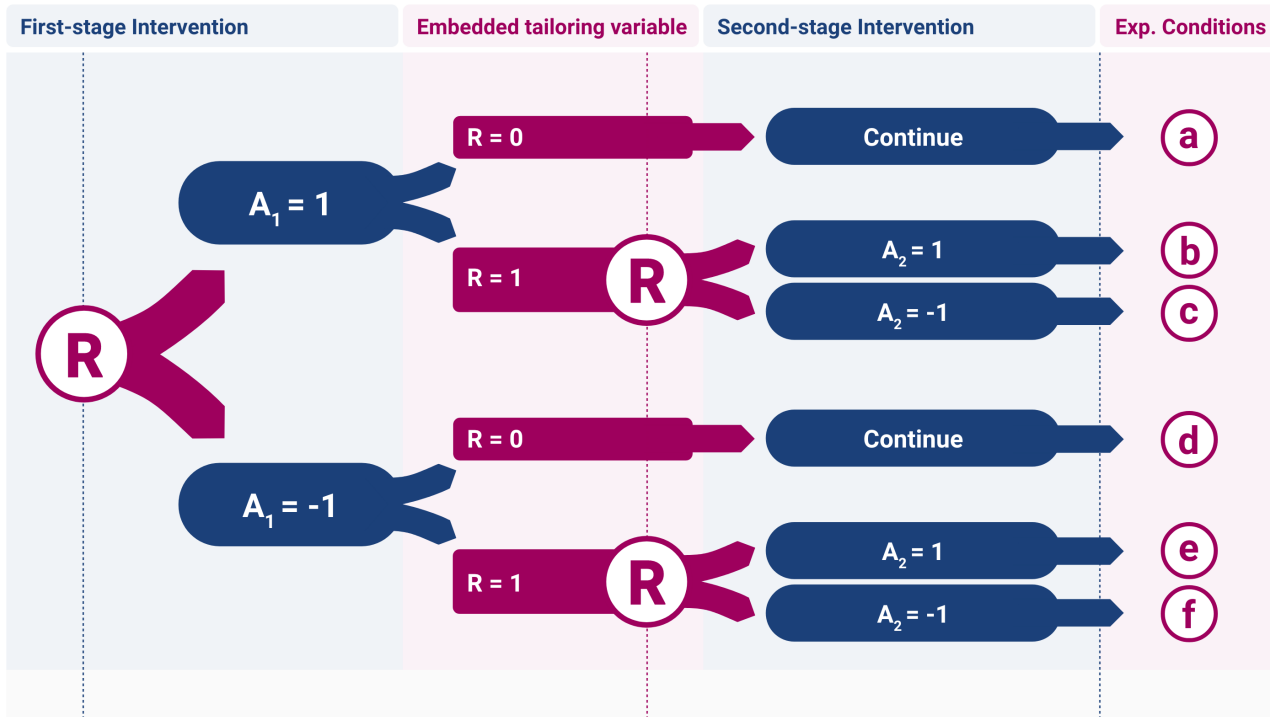 First-stage Intervention
Embedded tailoring variable
Second-stage Intervention
Exp. Conditions
R = 0
Continue
a
A₁ = 1
R = 1
R
A₂ = 1
b
A₂ = -1
c
R
R = 0
Continue
d
A₁ = -1
R = 1
R
A₂ = 1
e
A₂ = -1
f